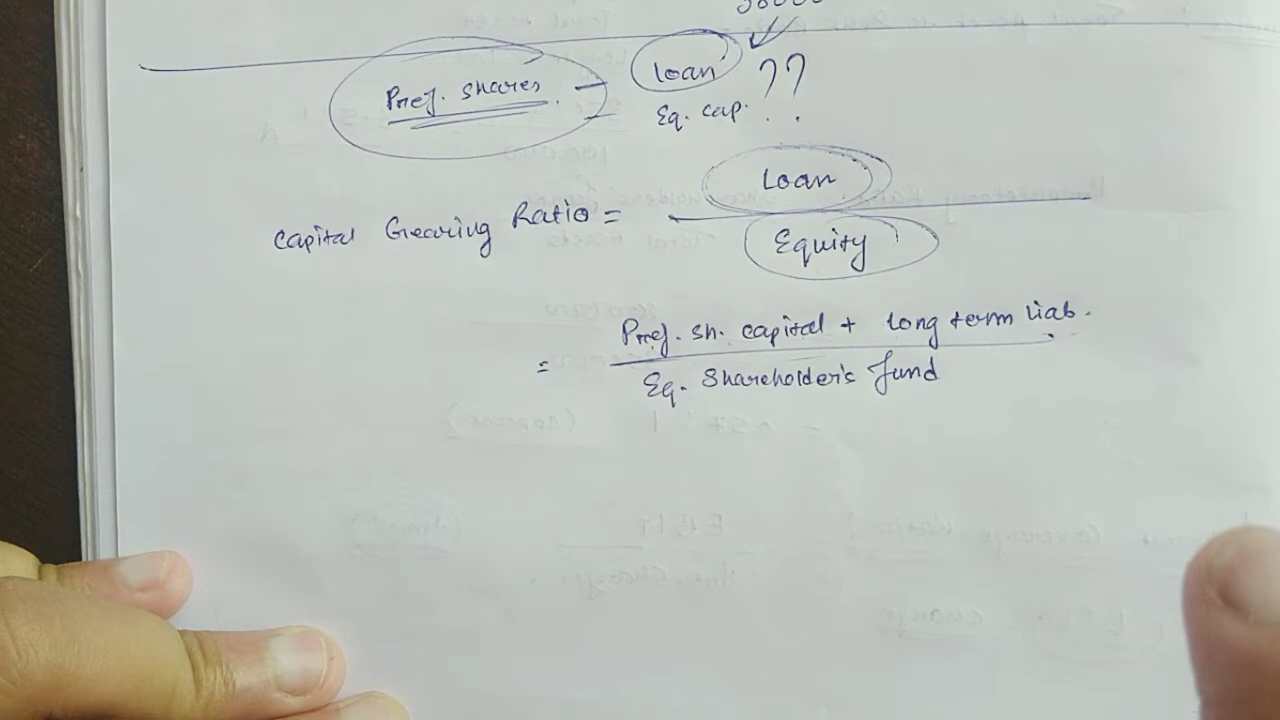 Pref. shares - Loan ??
Eq. cap.
Capital Gearing Ratio = Loan
Equity
= Pref. sh. capital + long term liab.
Eq. Shareholder's fund